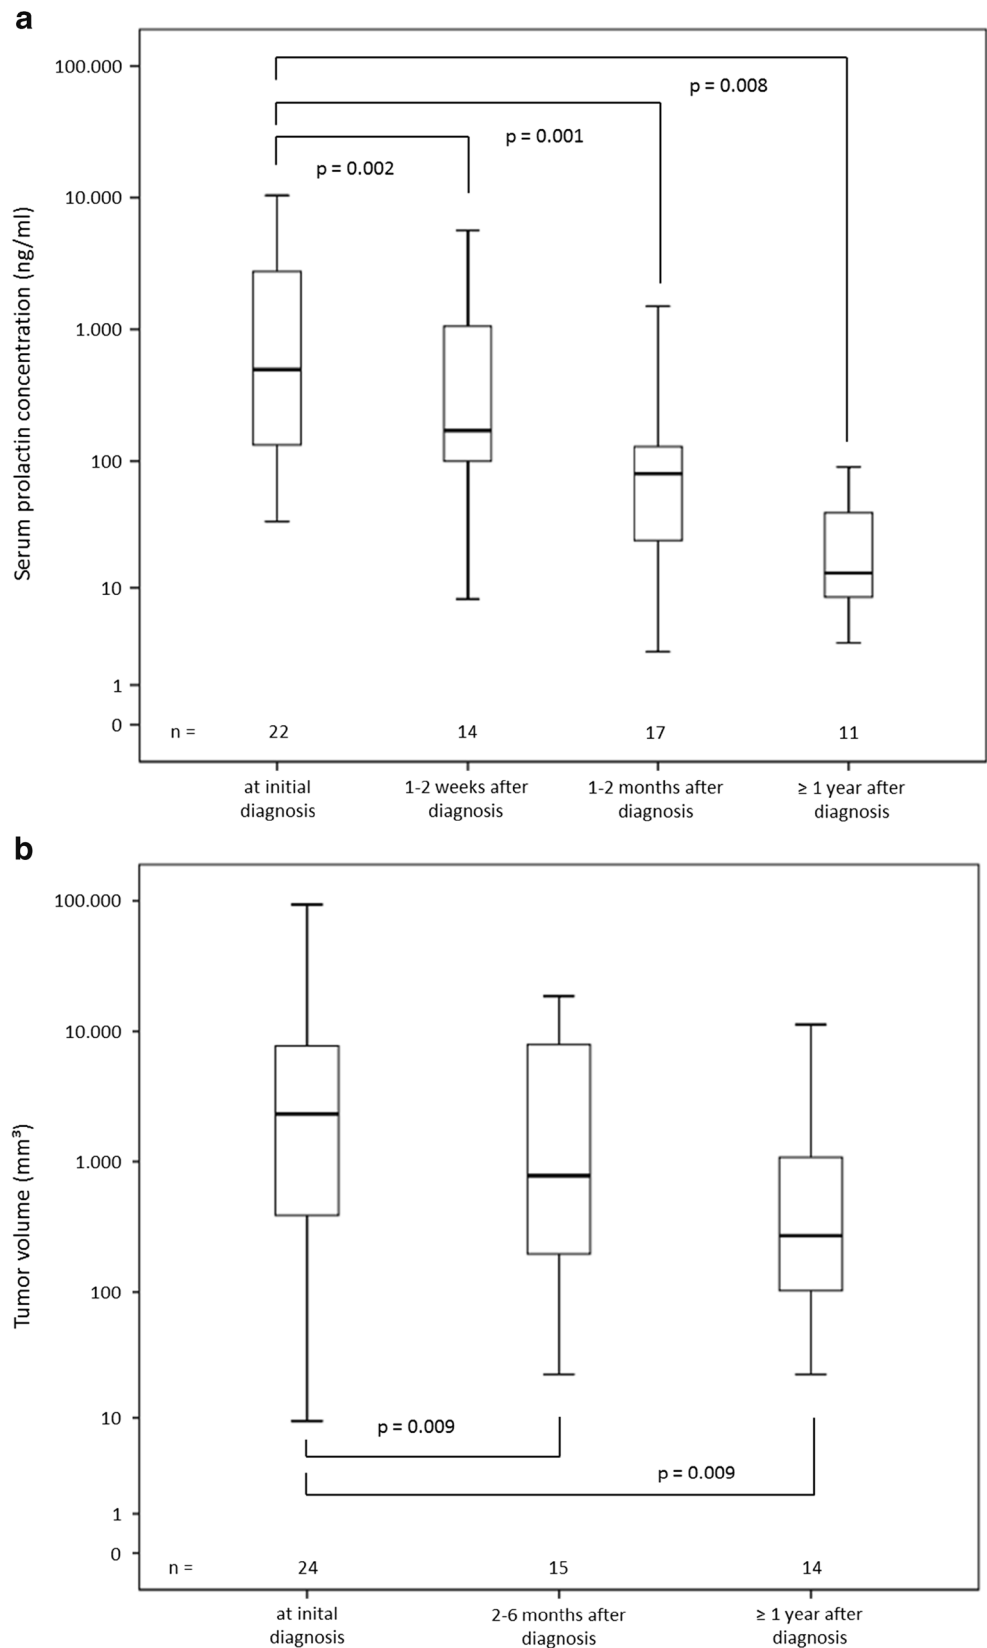 a
100.000
p = 0.008
p = 0.001
p = 0.002
10.000
1.000
100
10
1
0
Serum prolactin concentration (ng/ml)
n = 22 14 17 11
at initial 1-2 weeks after 1-2 months after ≥ 1 year after
diagnosis diagnosis diagnosis diagnosis
b
100.000
10.000
1.000
100
10
1
0
Tumor volume (mm³)
p = 0.009
p = 0.009
n = 24 15 14
at inital 2-6 months after ≥ 1 year after
diagnosis diagnosis diagnosis